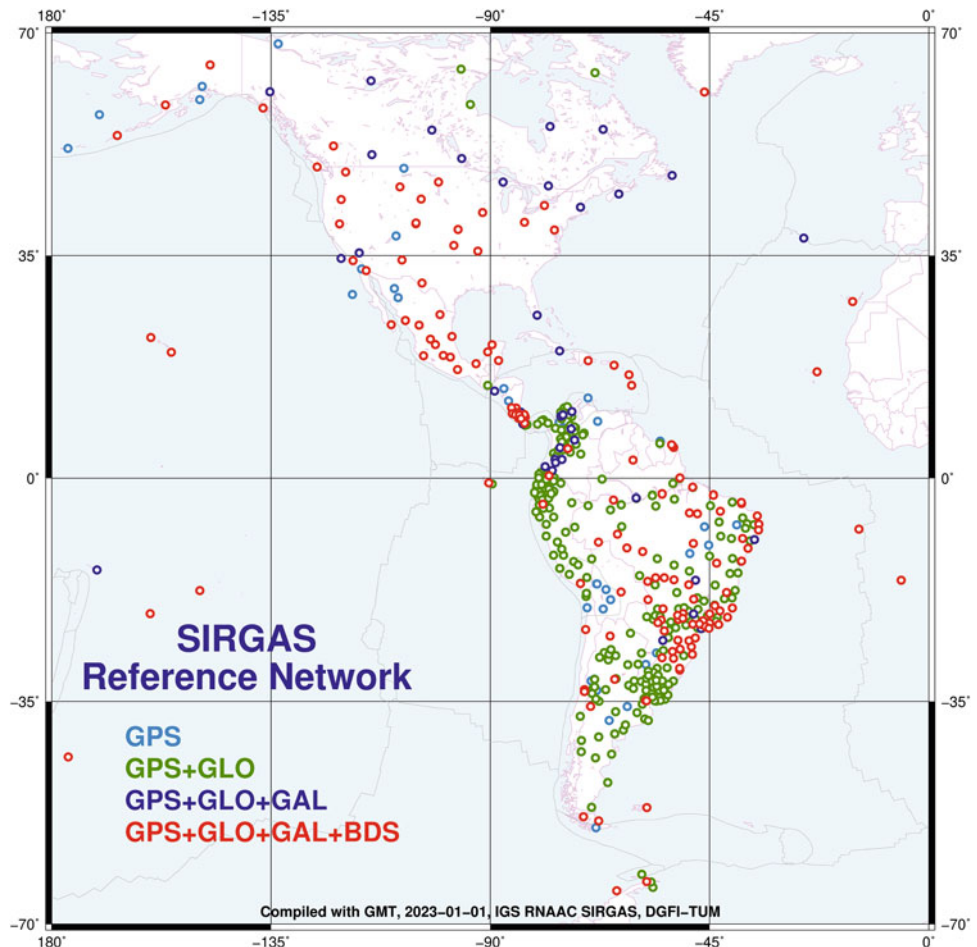 180˚ −135˚ −90˚ −45˚ 0˚
70˚ 70˚
35˚ 35˚
0˚ 0˚
SIRGAS
Reference Network
−35˚ −35˚
GPS
GPS+GLO
GPS+GLO+GAL
GPS+GLO+GAL+BDS
Compiled with GMT, 2023−01−01, IGS RNAAC SIRGAS, DGFI−TUM
−70˚ −70˚
180˚ −135˚ −90˚ −45˚ 0˚